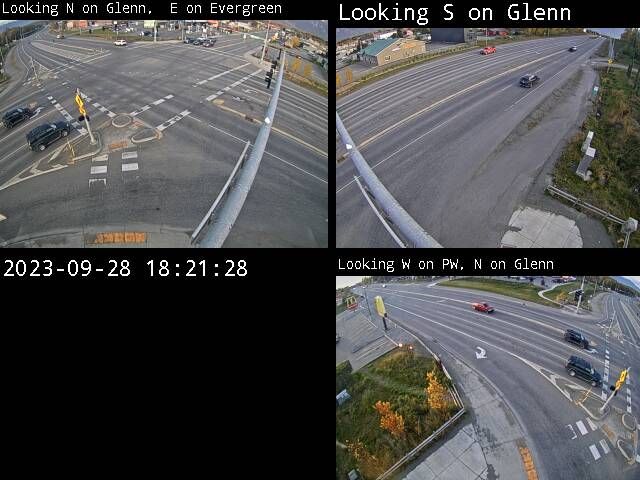 Looking N on Glenn,  E on Evergreen
Looking S on Glenn
2023-09-28 18:21:28
Looking W on PW, N on Glenn